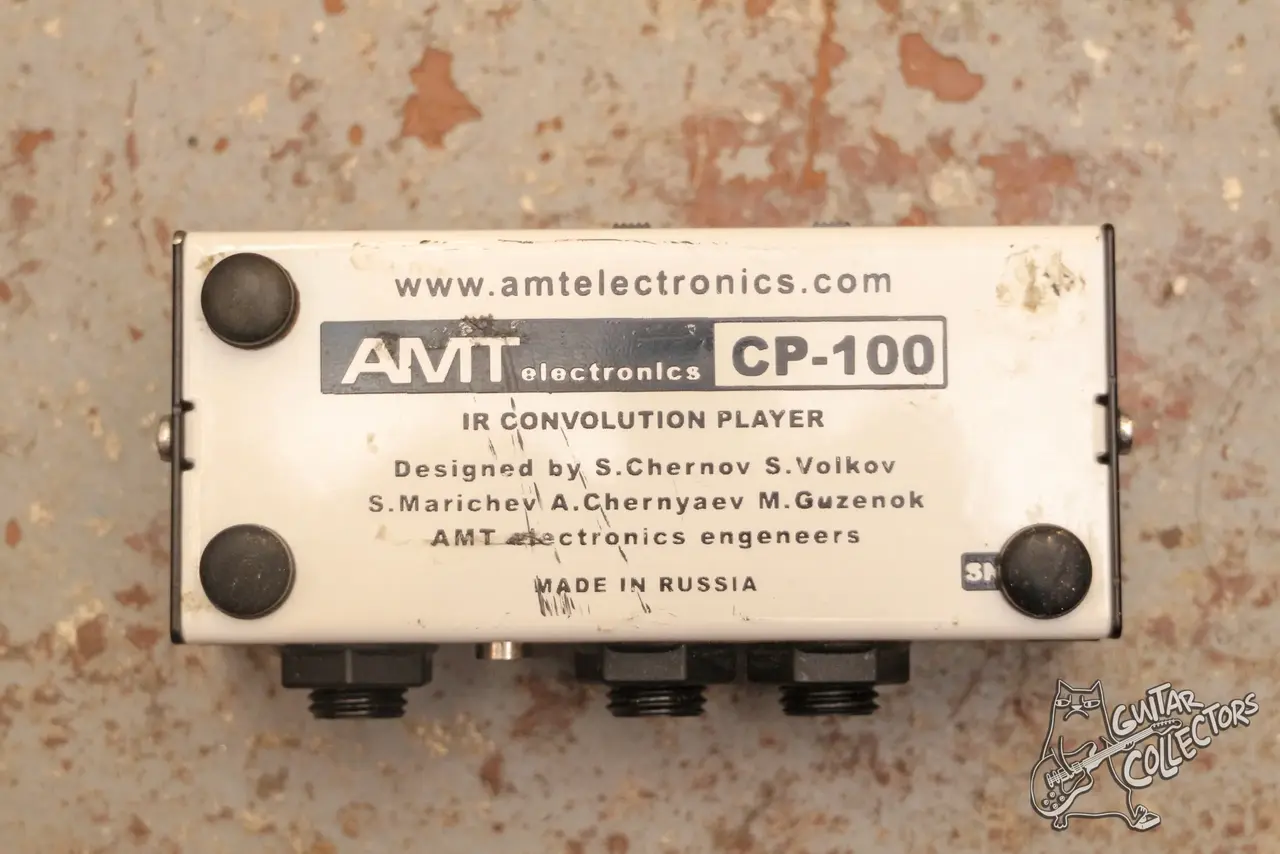 www.amtelectronics.com
AMT electronics CP-100
IR CONVOLUTION PLAYER
Designed by S.Chernov S.Volkov
S.Marichev A.Chernyaev M.Guzenok
AMT electronics engeneers
SN
MADE IN RUSSIA
GUITAR
COLLECTORS